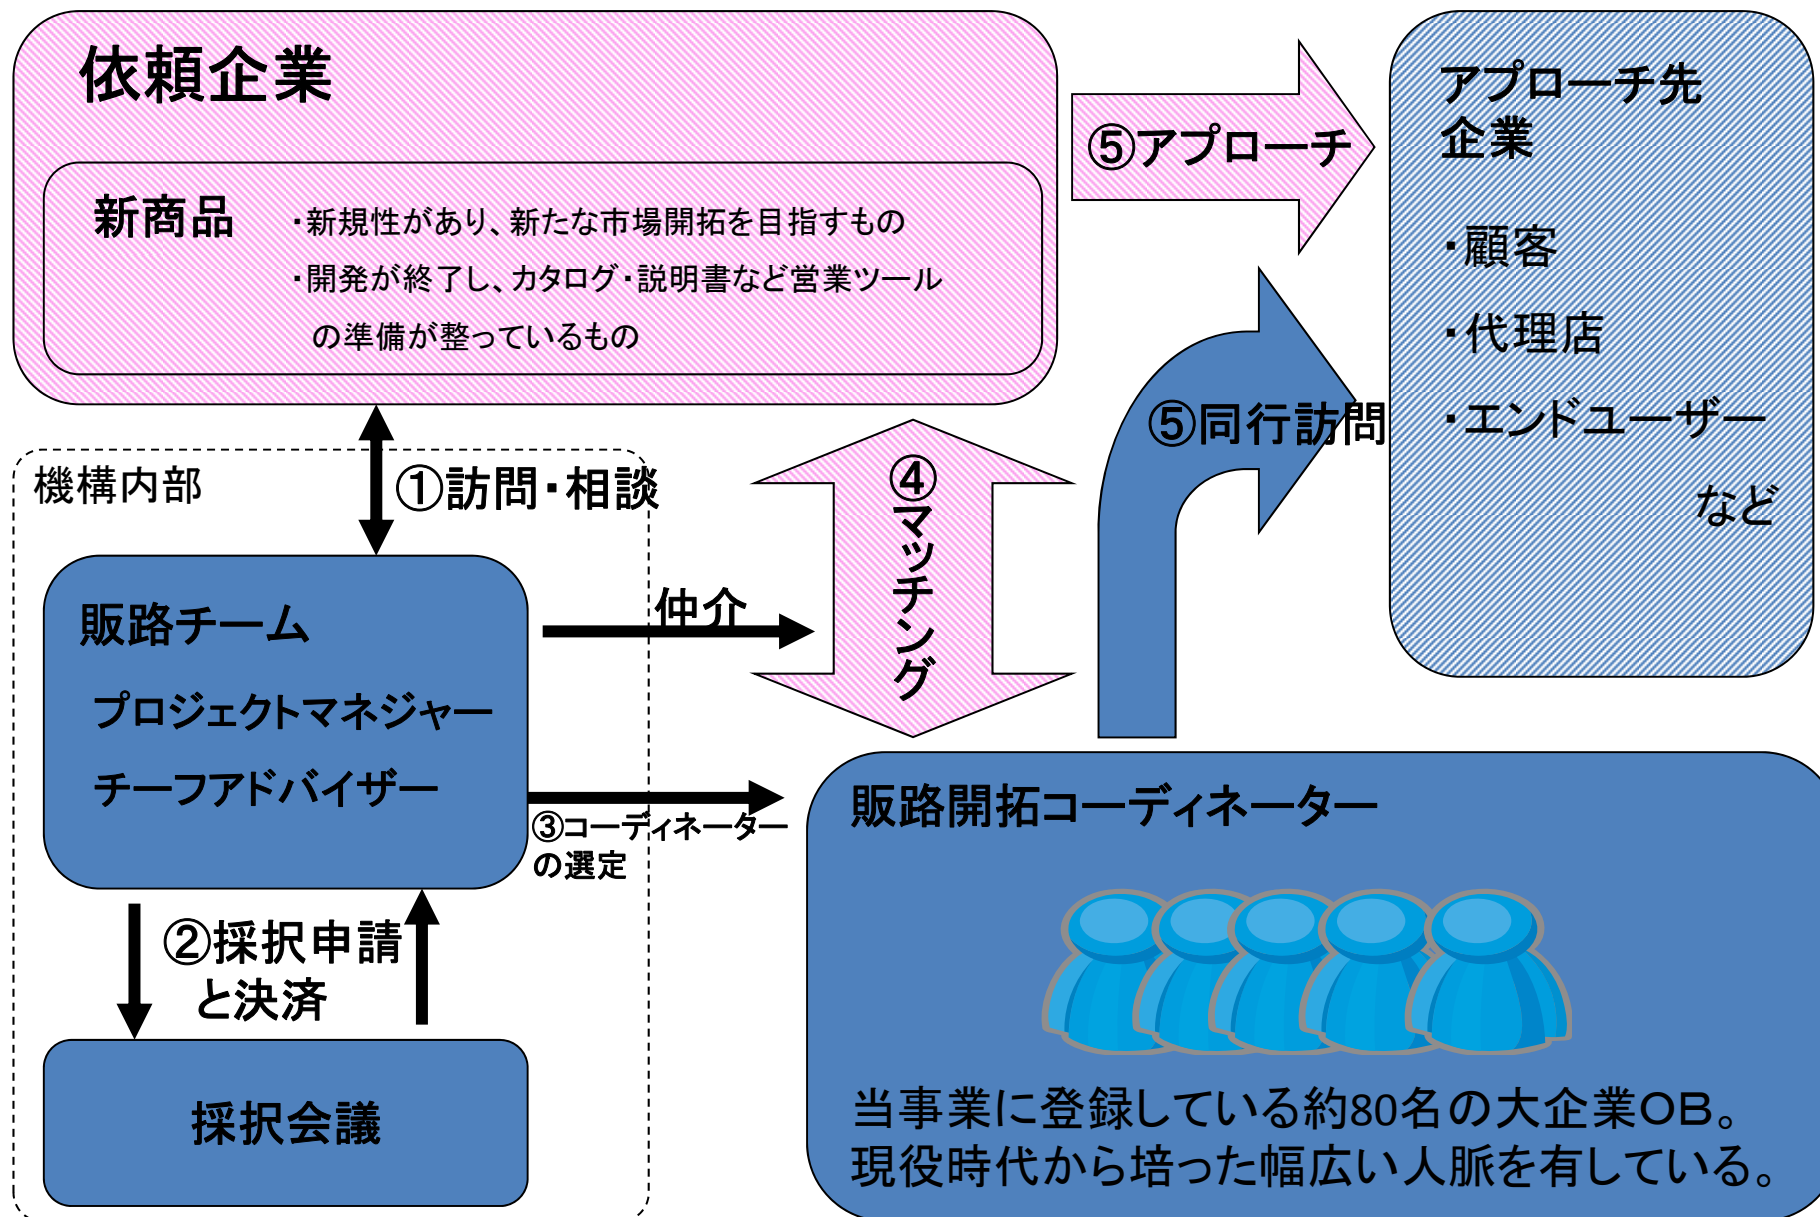 依頼企業
新商品
・新規性があり、新たな市場開拓を目指すもの
・開発が終了し、カタログ・説明書など営業ツール
の準備が整っているもの
⑤アプローチ
アプローチ先
企業
・顧客
・代理店
・エンドユーザー
など
⑤同行訪問
④マッチング
機構内部
①訪問・相談
販路チーム
プロジェクトマネジャー
チーフアドバイザー
仲介
③コーディネーター
の選定
②採択申請
と決済
採択会議
販路開拓コーディネーター
当事業に登録している約80名の大企業ＯＢ。
現役時代から培った幅広い人脈を有している。